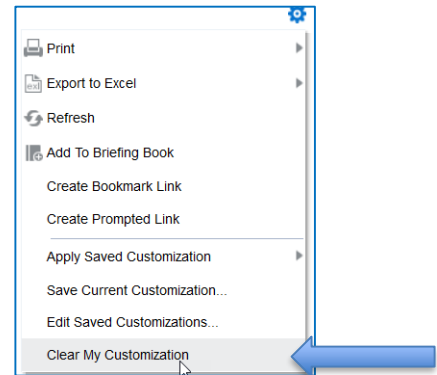 Print
exl Export to Excel
Refresh
Add To Briefing Book
Create Bookmark Link
Create Prompted Link
Apply Saved Customization
Save Current Customization...
Edit Saved Customizations...
Clear My Customization